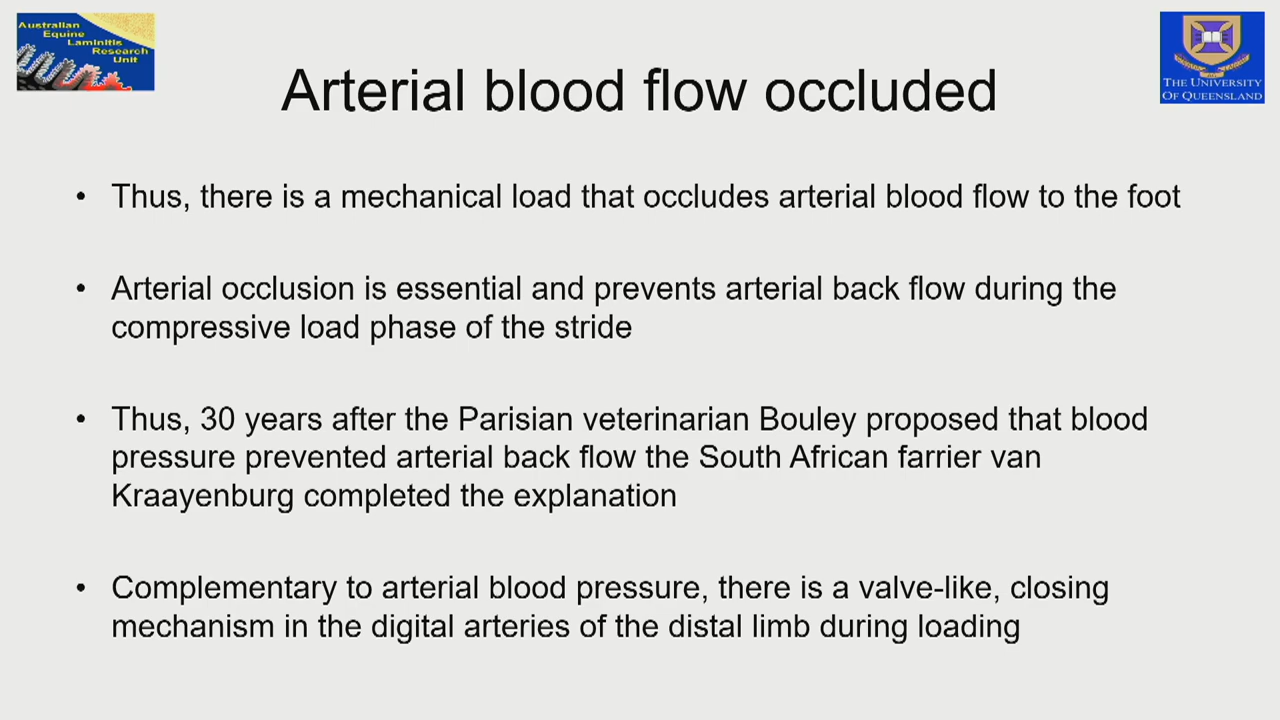 Australian
Equine
Laminitis
Research
Unit
THE UNIVERSITY
OF QUEENSLAND
Arterial blood flow occluded
• Thus, there is a mechanical load that occludes arterial blood flow to the foot
• Arterial occlusion is essential and prevents arterial back flow during the
compressive load phase of the stride
• Thus, 30 years after the Parisian veterinarian Bouley proposed that blood
pressure prevented arterial back flow the South African farrier van
Kraayenburg completed the explanation
• Complementary to arterial blood pressure, there is a valve-like, closing
mechanism in the digital arteries of the distal limb during loading